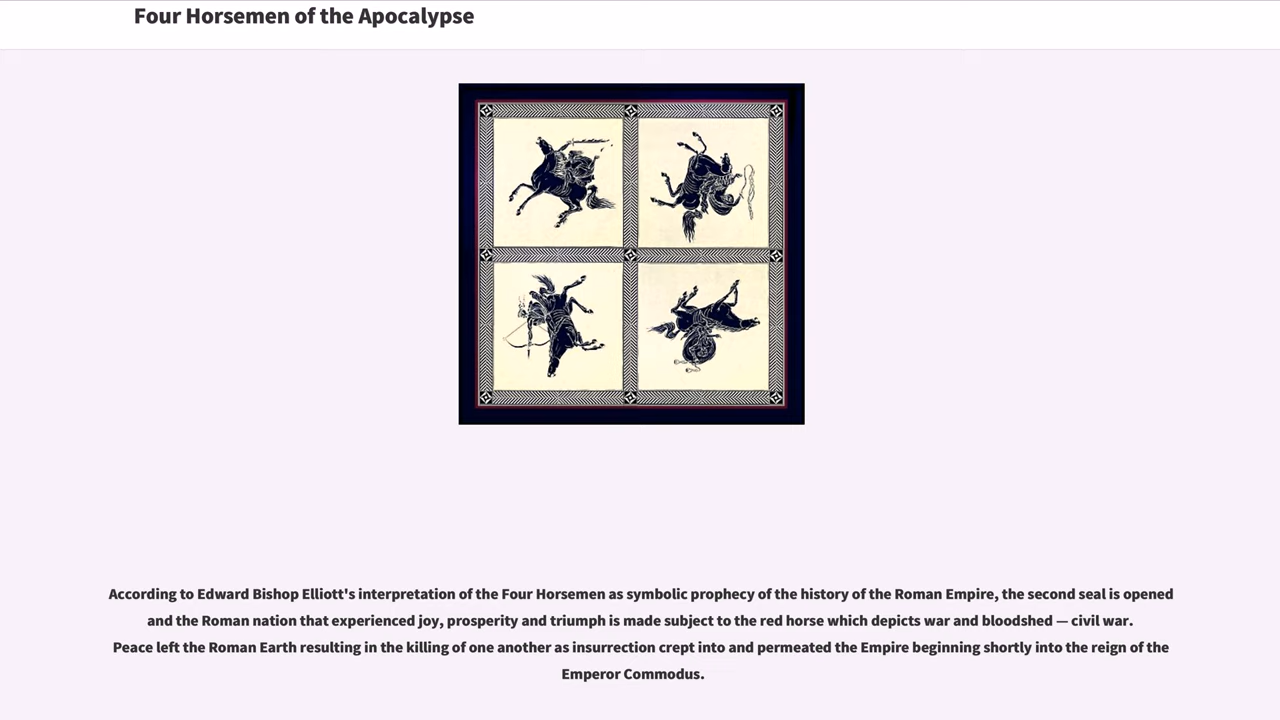 Four Horsemen of the Apocalypse
According to Edward Bishop Elliott's interpretation of the Four Horsemen as symbolic prophecy of the history of the Roman Empire, the second seal is opened
and the Roman nation that experienced joy, prosperity and triumph is made subject to the red horse which depicts war and bloodshed — civil war.
Peace left the Roman Earth resulting in the killing of one another as insurrection crept into and permeated the Empire beginning shortly into the reign of the
Emperor Commodus.